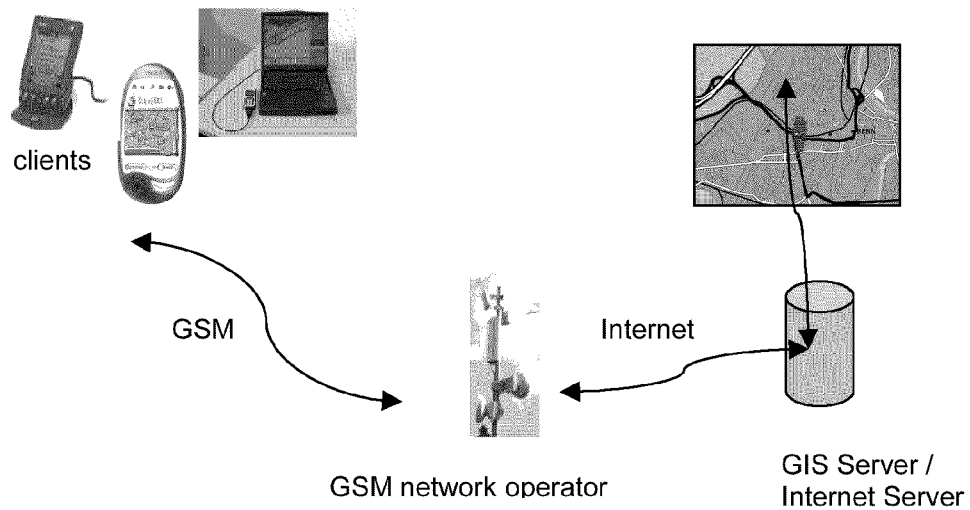 clients
GSM
Internet
GSM network operator
GIS Server /
Internet Server